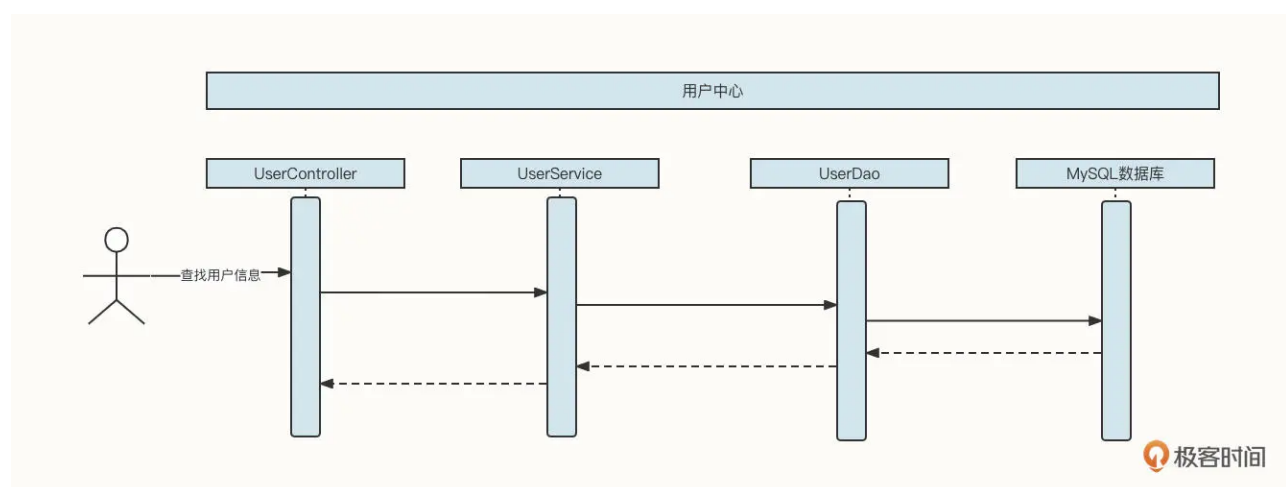 用户中心
UserController
UserService
UserDao
MySQL数据库
查找用户信息
极客时间